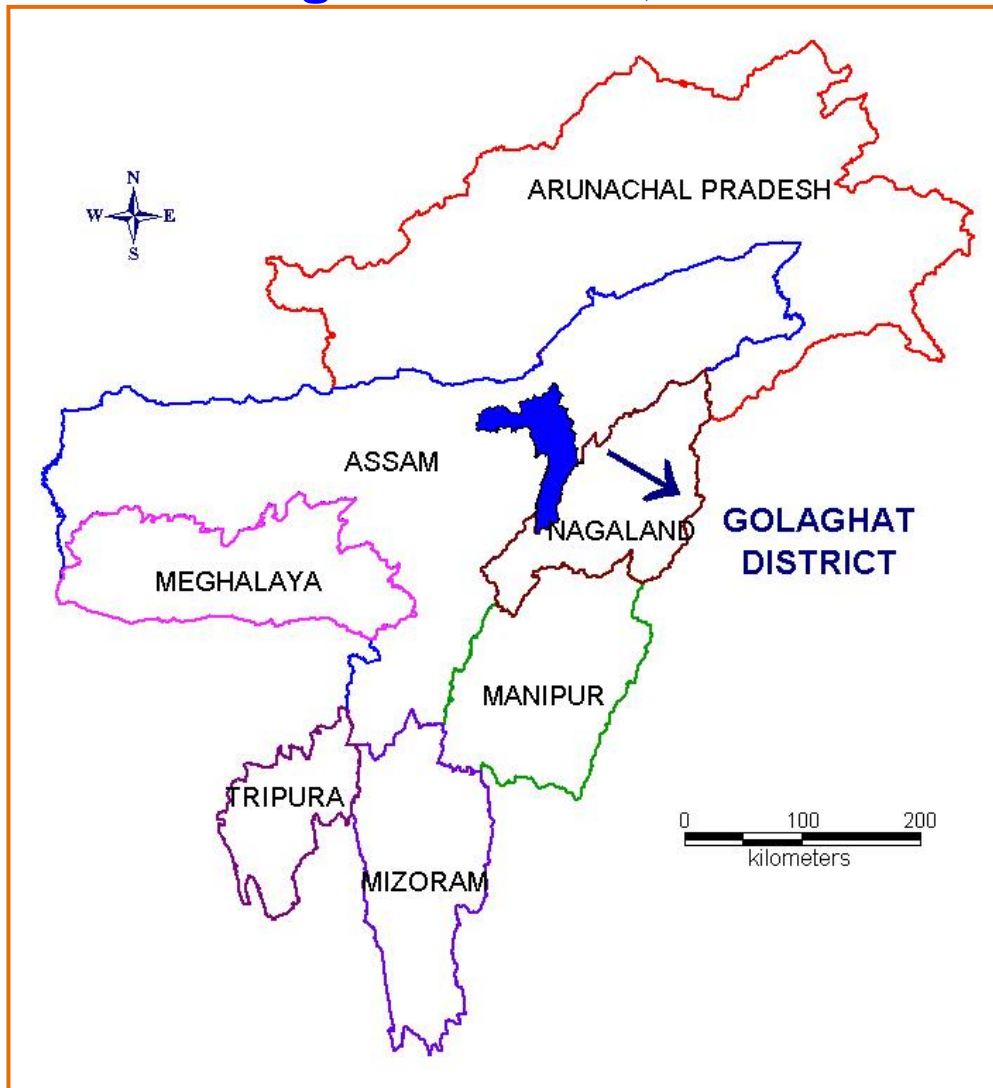 N
W E
S
ARUNACHAL PRADESH
ASSAM
NAGALAND
GOLAGHAT
DISTRICT
MEGHALAYA
MANIPUR
TRIPURA
MIZORAM
0 100 200
kilometers